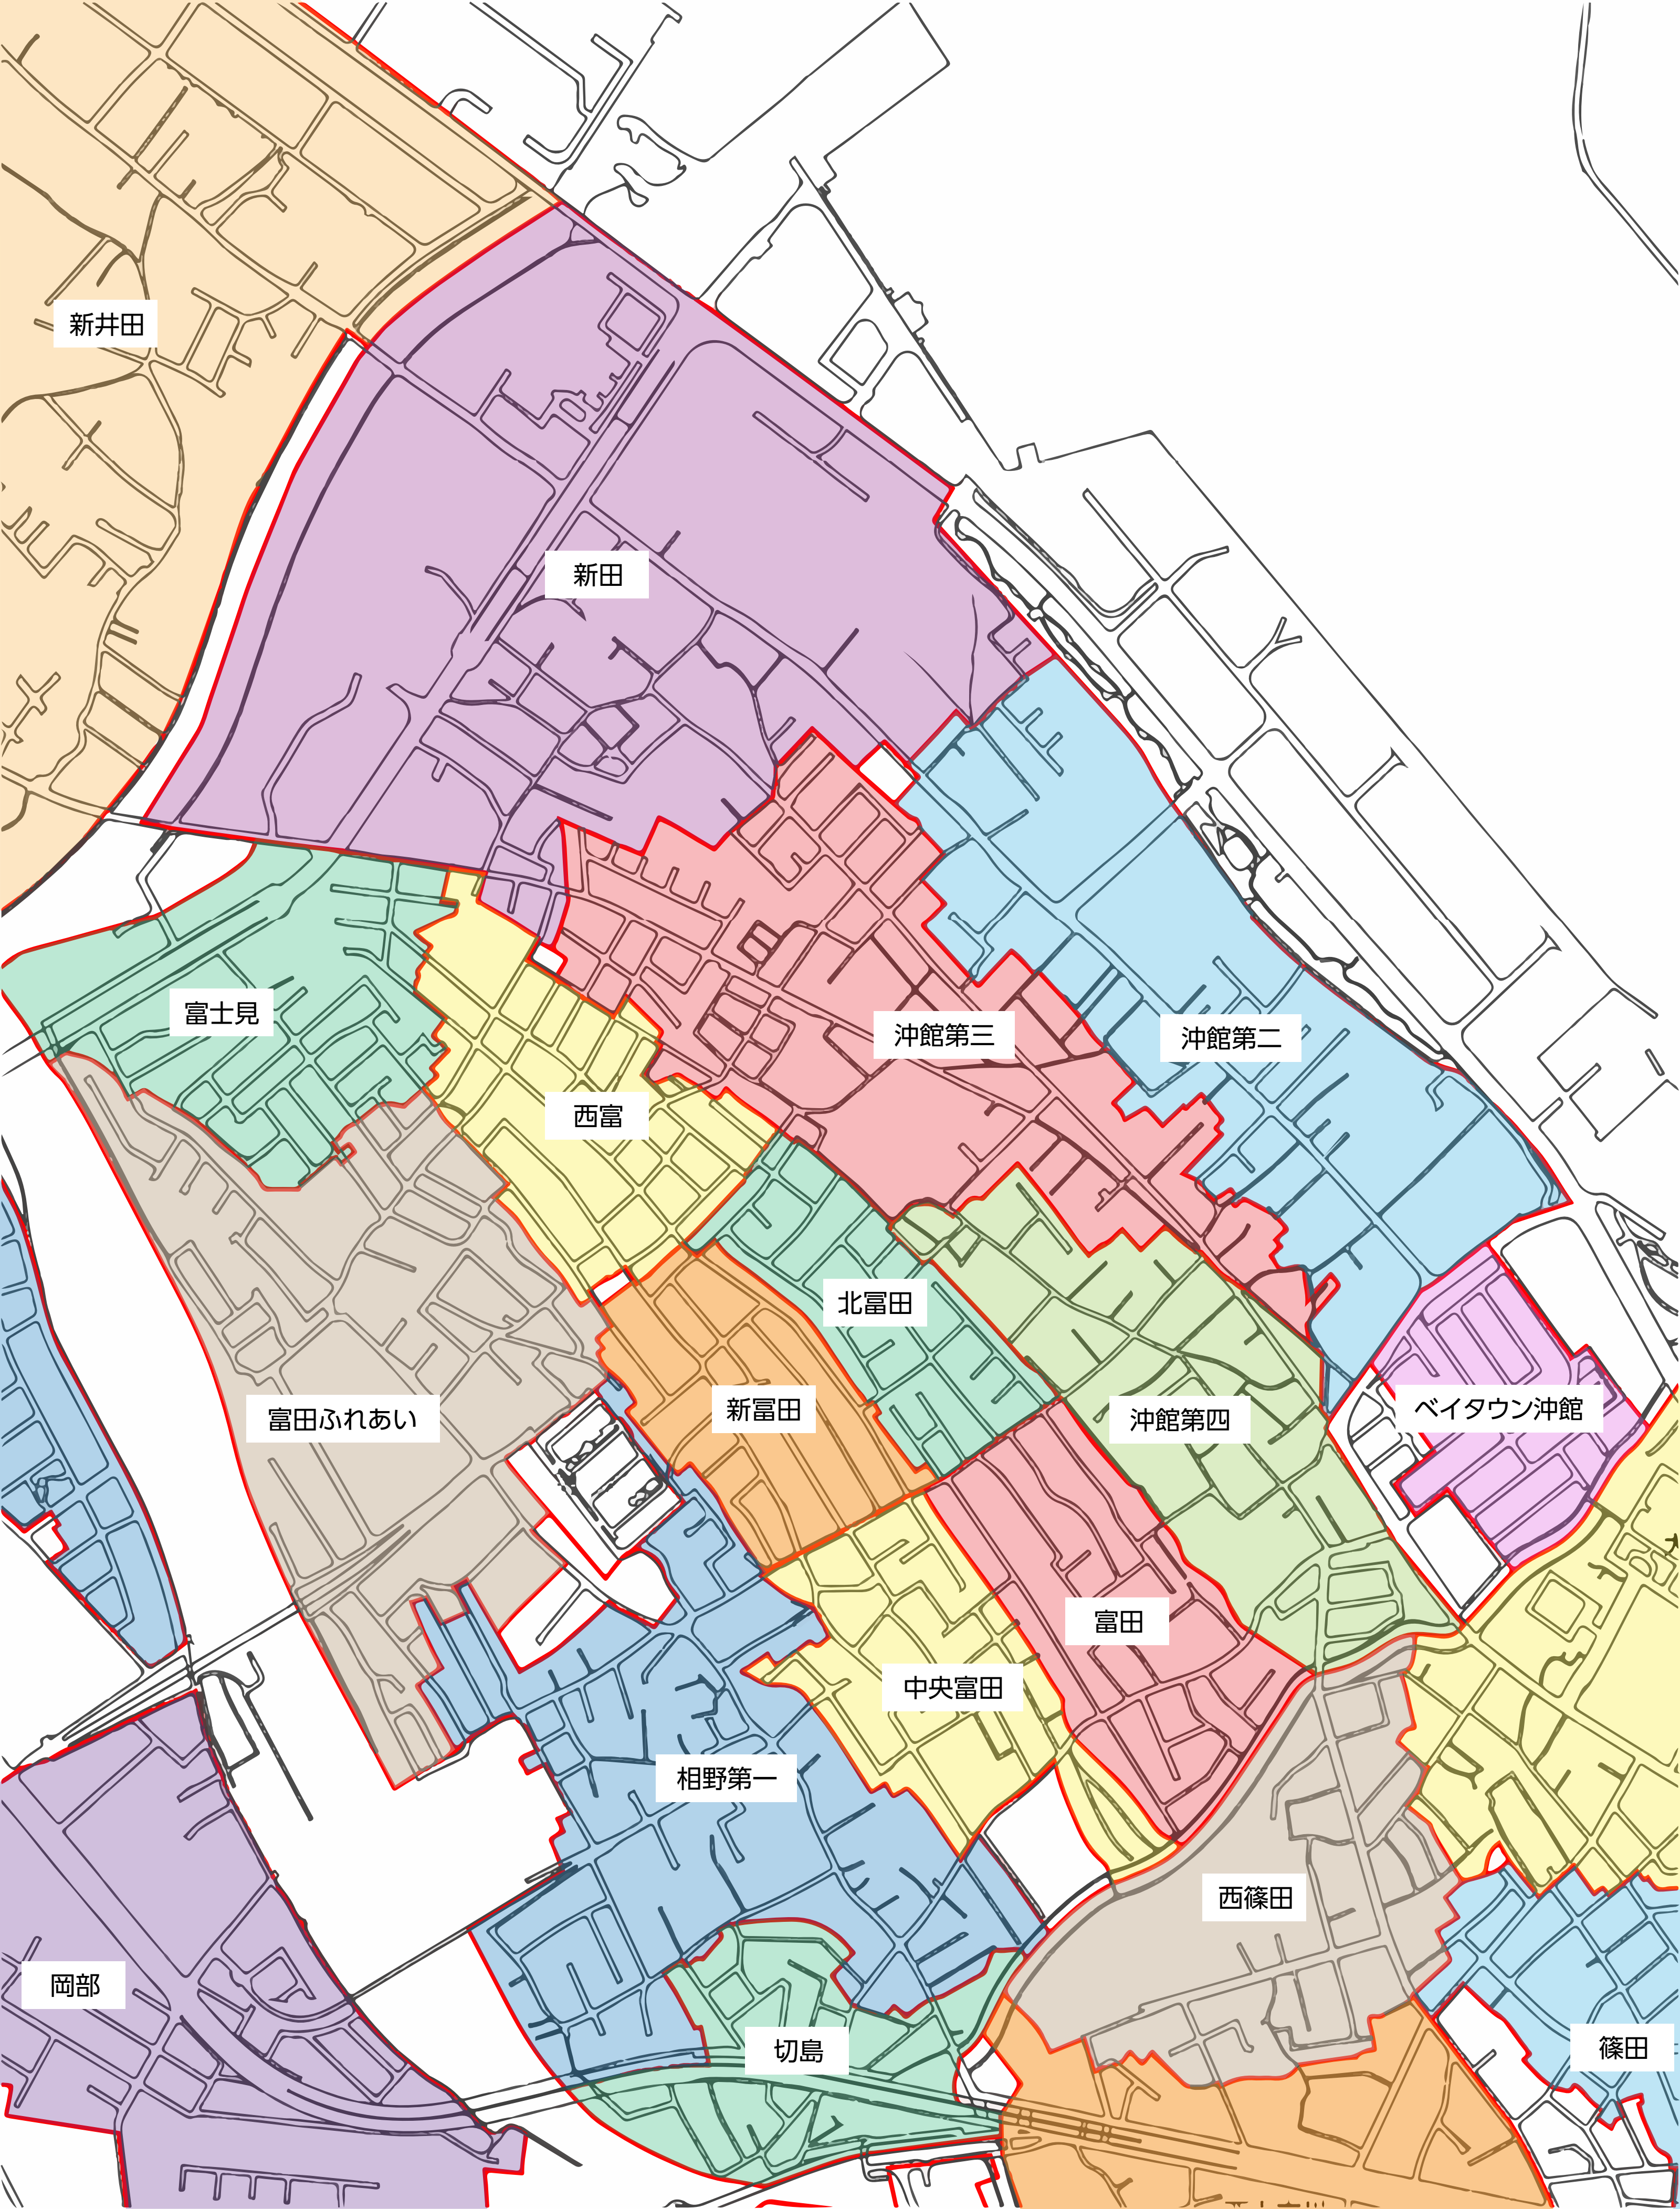 新井田
新田
富士見
沖館第三
沖館第二
西富
北冨田
富田ふれあい
新冨田
沖館第四
ベイタウン沖館
富田
中央富田
相野第一
西篠田
岡部
切島
篠田